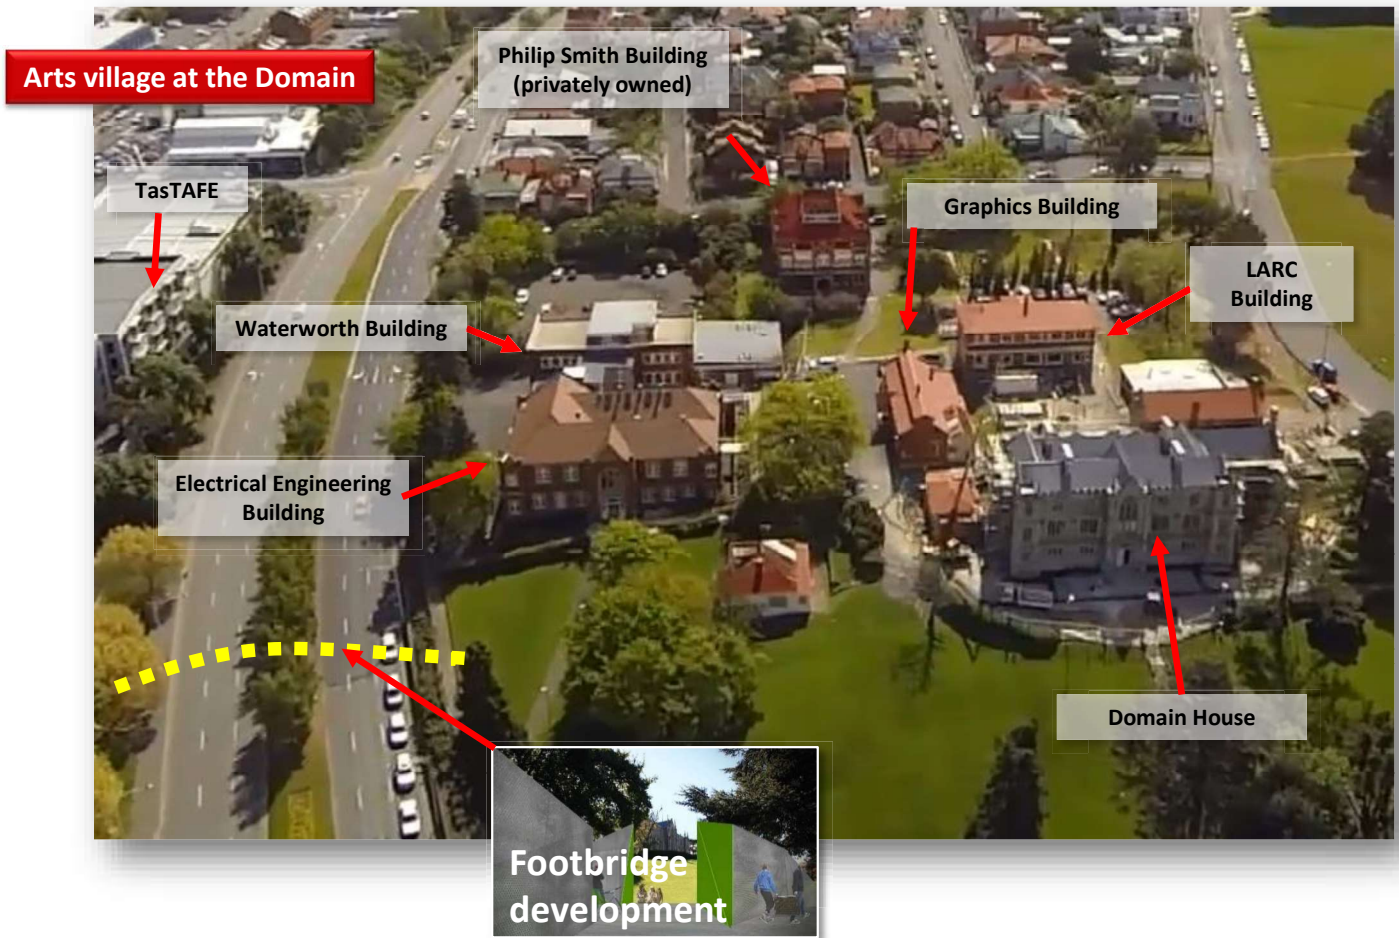 Arts village at the Domain
Philip Smith Building
(privately owned)
TasTAFE
Graphics Building
LARC
Building
Waterworth Building
Electrical Engineering
Building
Domain House
Footbridge
development